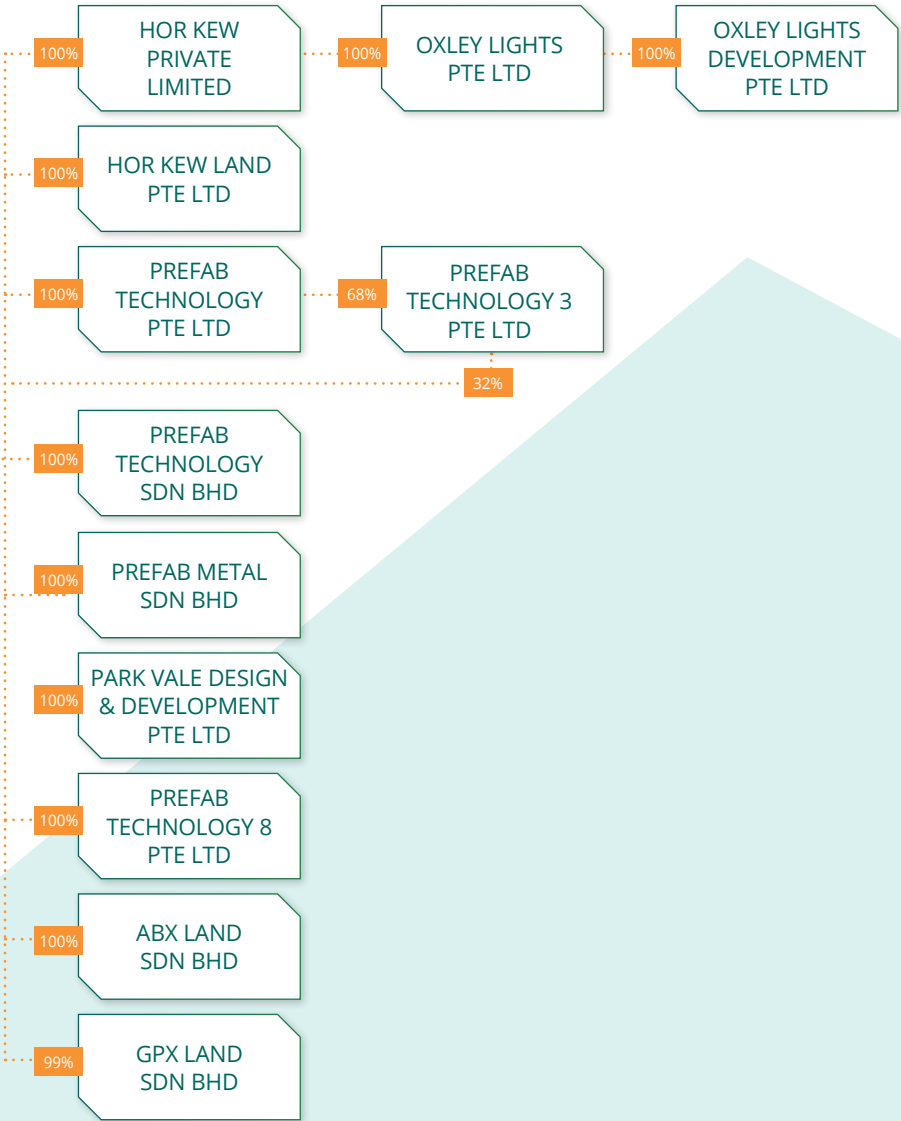 100%
HOR KEW
PRIVATE
LIMITED
100%
OXLEY LIGHTS
PTE LTD
100%
OXLEY LIGHTS
DEVELOPMENT
PTE LTD
100%
HOR KEW LAND
PTE LTD
100%
PREFAB
TECHNOLOGY
PTE LTD
68%
PREFAB
TECHNOLOGY 3
PTE LTD
32%
100%
PREFAB
TECHNOLOGY
SDN BHD
100%
PREFAB METAL
SDN BHD
100%
PARK VALE DESIGN
& DEVELOPMENT
PTE LTD
100%
PREFAB
TECHNOLOGY 8
PTE LTD
100%
ABX LAND
SDN BHD
99%
GPX LAND
SDN BHD